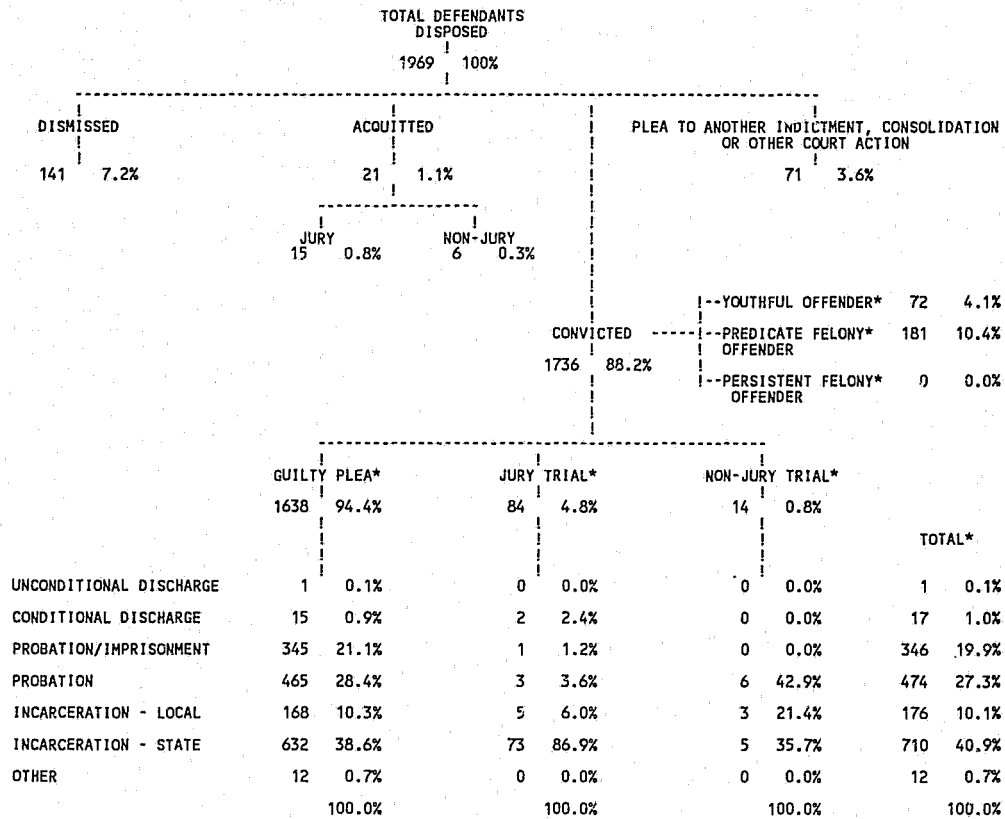 TOTAL DEFENDANTS
DISPOSED
1969 100%
DISMISSED ACQUITTED PLEA TO ANOTHER INDICTMENT, CONSOLIDATION
OR OTHER COURT ACTION
141 7.2% 21 1.1% 71 3.6%
JURY NON-JURY
15 0.8% 6 0.3%
YOUTHFUL OFFENDER* 72 4.1%
CONVICTED PREDICATE FELONY* 181 10.4%
OFFENDER
1736 88.2%
PERSISTENT FELONY* 0 0.0%
OFFENDER
GUILTY PLEA* JURY TRIAL* NON-JURY TRIAL*
1638 94.4% 84 4.8% 14 0.8%
TOTAL*
UNCONDITIONAL DISCHARGE 1 0.1% 0 0.0% 0 0.0% 1 0.1%
CONDITIONAL DISCHARGE 15 0.9% 2 2.4% 0 0.0% 17 1.0%
PROBATION/IMPRISONMENT 345 21.1% 1 1.2% 0 0.0% 346 19.9%
PROBATION 465 28.4% 3 3.6% 6 42.9% 474 27.3%
INCARCERATION - LOCAL 168 10.3% 5 6.0% 3 21.4% 176 10.1%
INCARCERATION - STATE 632 38.6% 73 86.9% 5 35.7% 710 40.9%
OTHER 12 0.7% 0 0.0% 0 0.0% 12 0.7%
100.0% 100.0% 100.0% 100.0%